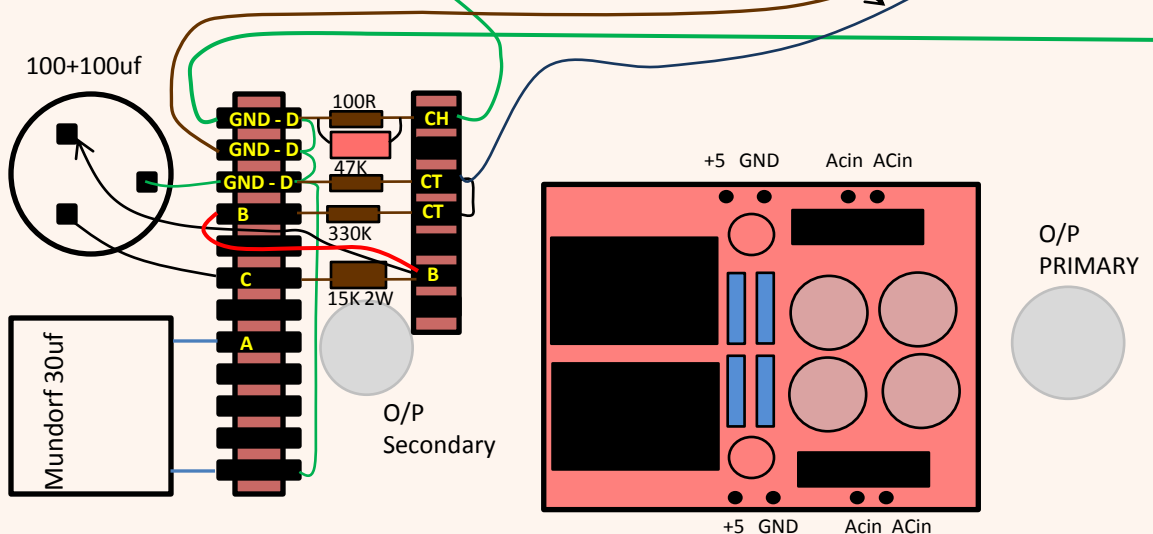 100+100uf
GND - D
100R
CH
GND - D
47K
GND - D
CT
B
CT
330K
B
C
15K 2W
A
Mundorf 30uf
O/P
Secondary
+5 GND Acin ACin
O/P
PRIMARY
+5 GND Acin ACin